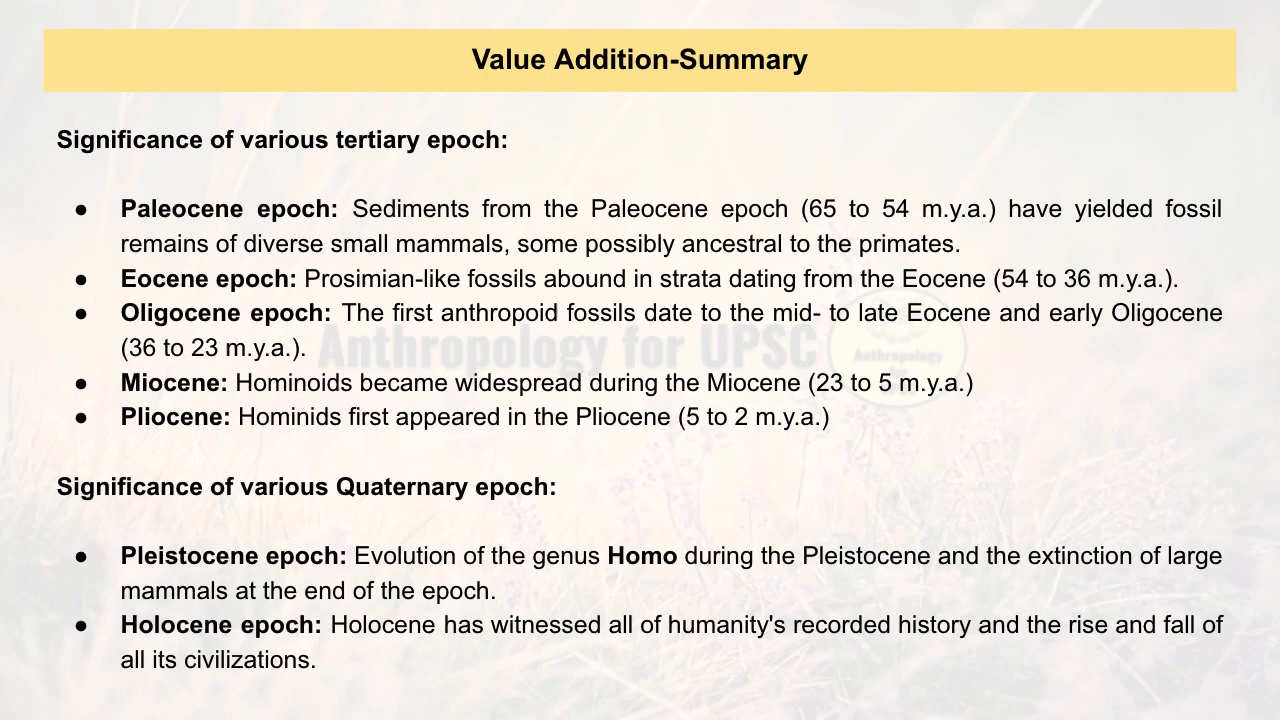 Value Addition-Summary
Significance of various tertiary epoch:
● Paleocene epoch: Sediments from the Paleocene epoch (65 to 54 m.y.a.) have yielded fossil
remains of diverse small mammals, some possibly ancestral to the primates.
● Eocene epoch: Prosimian-like fossils abound in strata dating from the Eocene (54 to 36 m.y.a.).
● Oligocene epoch: The first anthropoid fossils date to the mid- to late Eocene and early Oligocene
(36 to 23 m.y.a.).
Anthropology for UPSC
Anthropology
● Miocene: Hominoids became widespread during the Miocene (23 to 5 m.y.a.)
● Pliocene: Hominids first appeared in the Pliocene (5 to 2 m.y.a.)
Significance of various Quaternary epoch:
● Pleistocene epoch: Evolution of the genus Homo during the Pleistocene and the extinction of large
mammals at the end of the epoch.
● Holocene epoch: Holocene has witnessed all of humanity's recorded history and the rise and fall of
all its civilizations.